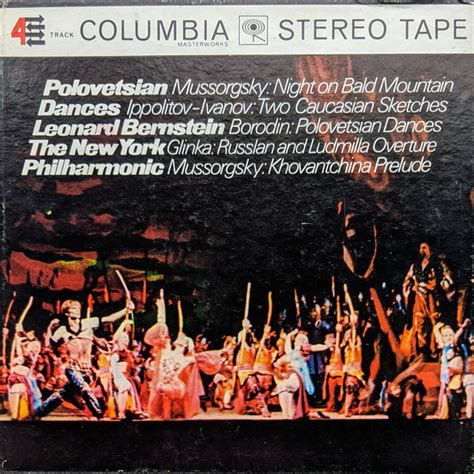 4 TRACK COLUMBIA STEREO TAPE
MASTERWORKS
Polovetsian Mussorgsky: Night on Bald Mountain
Dances Ippolitov-Ivanov: Two Caucasian Sketches
Leonard Bernstein Borodin: Polovetsian Dances
The New York Glinka: Russlan and Ludmilla Overture
Philharmonic Mussorgsky: Khovantchina Prelude